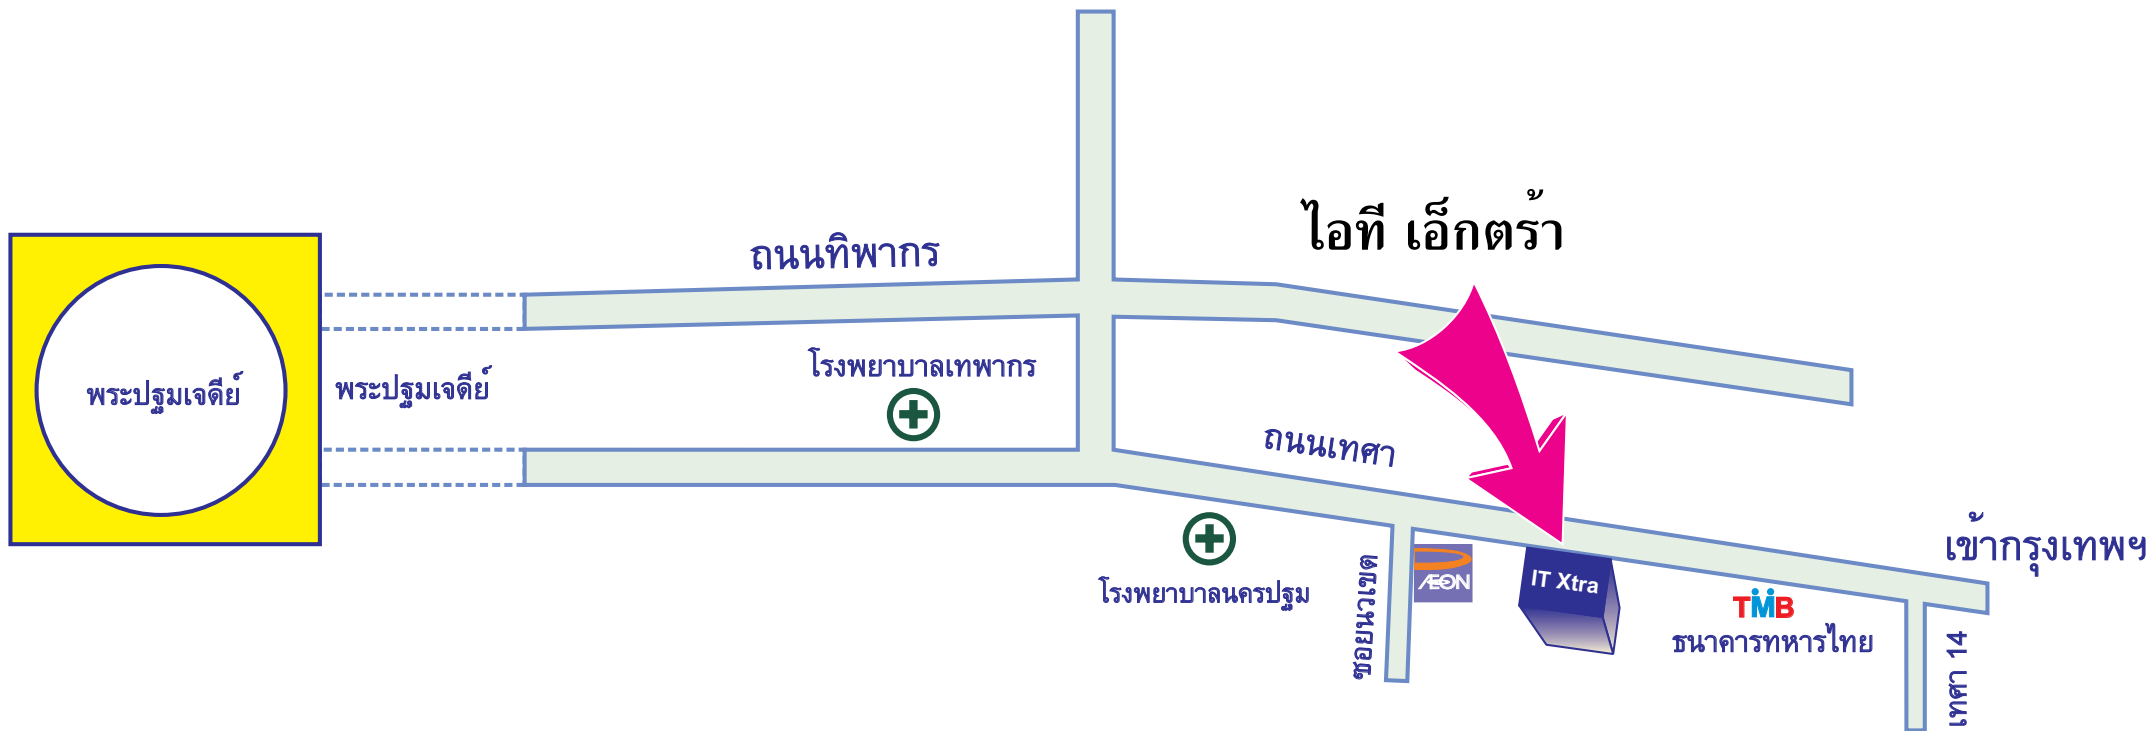 ไอที เอ็กตร้า
ถนนทิพากร
โรงพยาบาลเทพากร
พระปฐมเจดีย์
พระปฐมเจดีย์
ถนนเทศา
เข้ากรุงเทพฯ
โรงพยาบาลนครปฐม
ซอยนวเขต
ÆON
IT Xtra
TMB
ธนาคารทหารไทย
เทศา 14